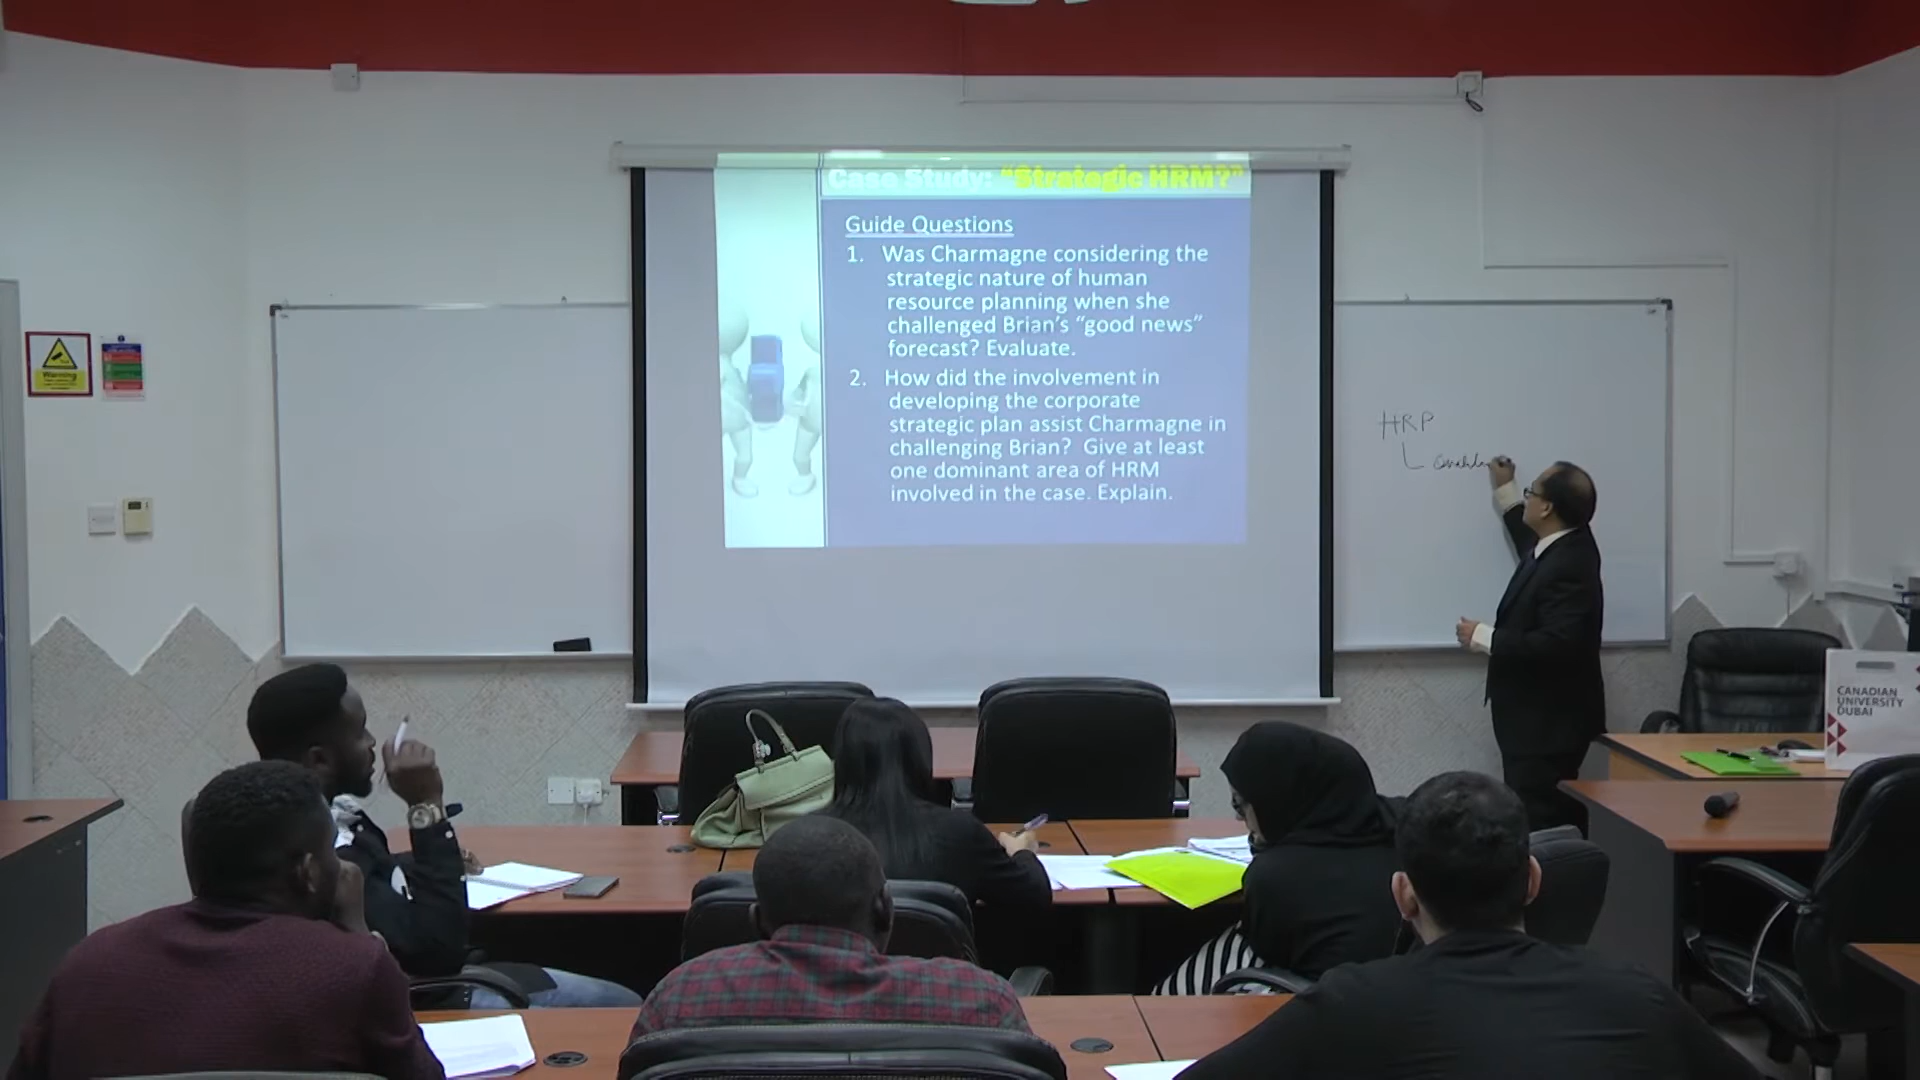 Case Study: “Strategic HRM?”
Guide Questions
1. Was Charmagne considering the
strategic nature of human
resource planning when she
challenged Brian’s “good news”
forecast? Evaluate.
2. How did the involvement in
developing the corporate
strategic plan assist Charmagne in
challenging Brian? Give at least
one dominant area of HRM
involved in the case. Explain.
HRP
Warning
CANADIAN
UNIVERSITY
DUBAI